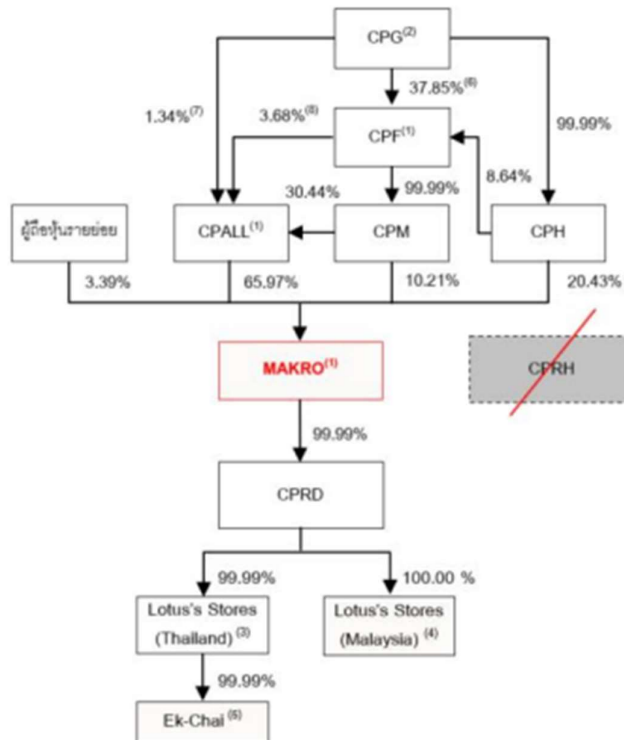 CPG(2)
37.85%(6)
1.34%(7)
3.68%(8)
99.99%
CPF(1)
8.64%
30.44%
99.99%
ผู้ถือหุ้นรายย่อย
CPALL(1)
CPM
CPH
3.39%
65.97%
10.21%
20.43%
MAKRO(1)
CPRH
99.99%
CPRD
99.99%
100.00 %
Lotus's Stores
(Thailand) (3)
Lotus's Stores
(Malaysia) (4)
99.99%
Ek-Chai (5)